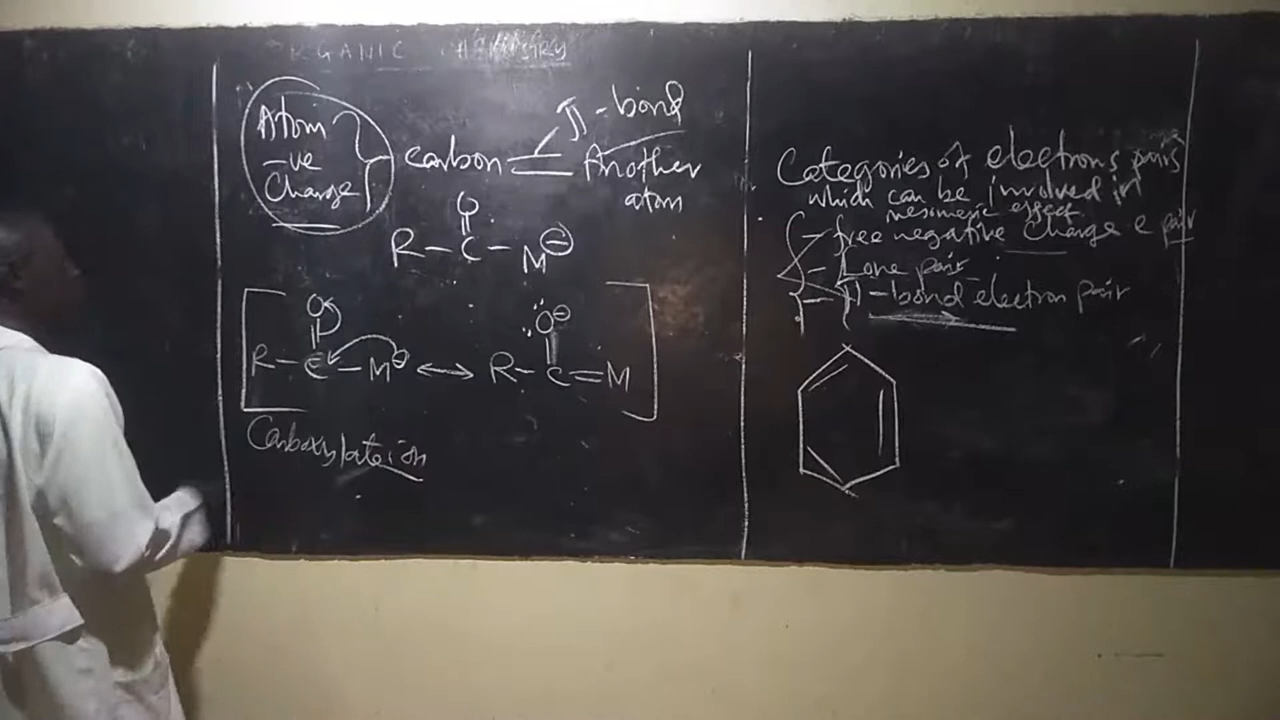 ORGANIC CHEMISTRY
Atom
-ve
Charge
π-bond
carbon = Another
atom
O
R-C-M⊖
O
R-C-M⊖ ↔ R-C=M
:Ö⊖
Carboxylate ion
Categories of electrons pairs
which can be involved in
mesomeric effect
- free negative Charge e pair
- Lone pair
- π-bond electron pair